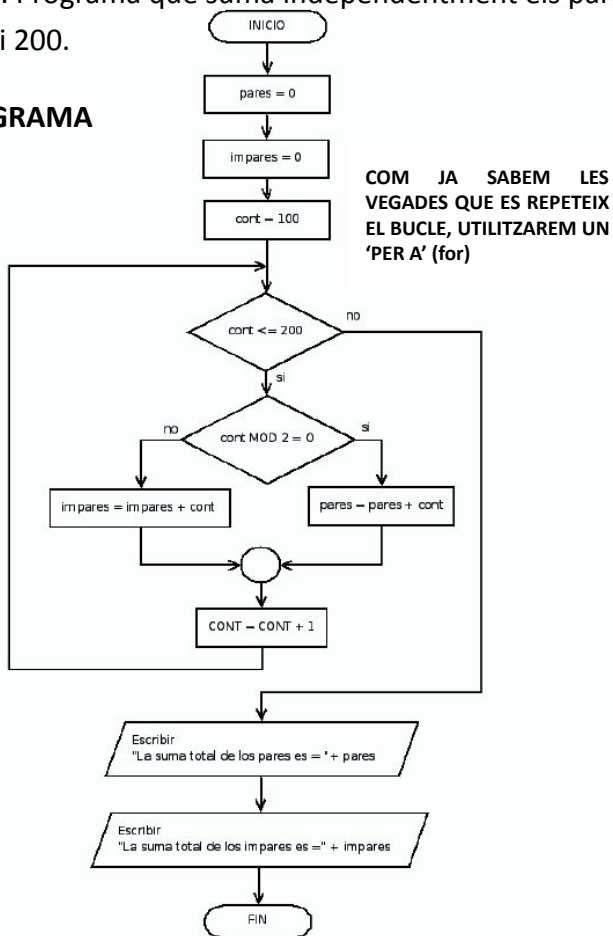 . Programa que suma independentment els par
i 200.
GRAMA
INICIO
pares = 0
impares = 0
cont – 100
COM JA SABEM LES
VEGADES QUE ES REPETEIX
EL BUCLE, UTILITZAREM UN
‘PER A’ (for)
cont <= 200
no
si
cont MOD 2 = 0
no
si
impares = impares + cont
pares – pares + cont
CONT – CONT + 1
Escribir
"La suma total de los pares es = "+ pares
Escribir
"La suma total de los impares es =" + impares
FIN